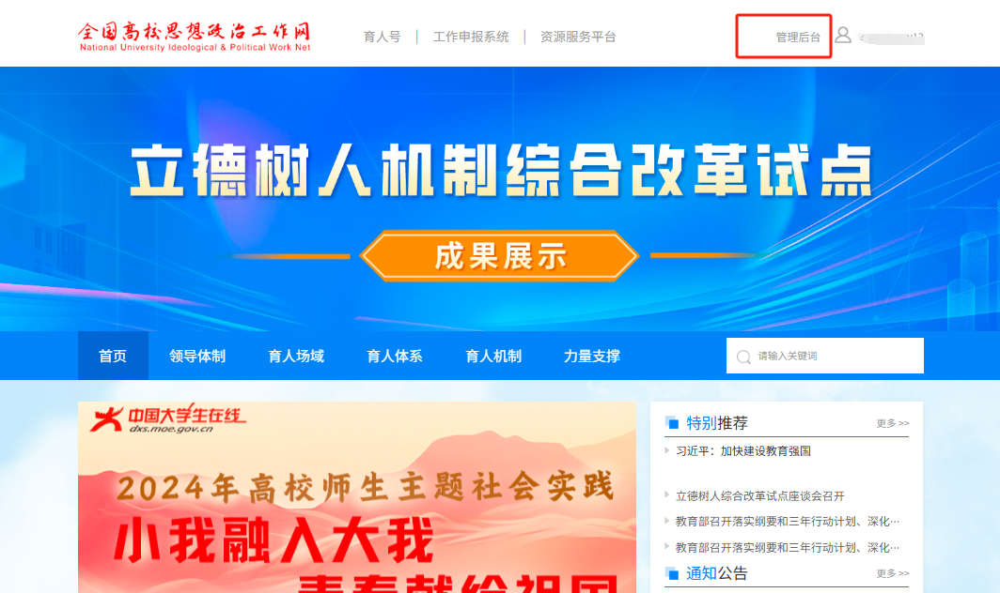 全国高校思想政治工作网
National University Ideological & Political Work Net
育人号 | 工作申报系统 | 资源服务平台
管理后台
立德树人机制综合改革试点
成果展示
首页 领导体制 育人场域 育人体系 育人机制 力量支撑
请输入关键词
中国大学生在线
dxs.moe.gov.cn
2024年高校师生主题社会实践
小我融入大我
青春献给祖国
特别推荐 更多 >>
习近平：加快建设教育强国
立德树人综合改革试点座谈会召开
教育部召开落实纲要和三年行动计划、深化…
教育部召开落实纲要和三年行动计划、深化…
通知公告 更多 >>